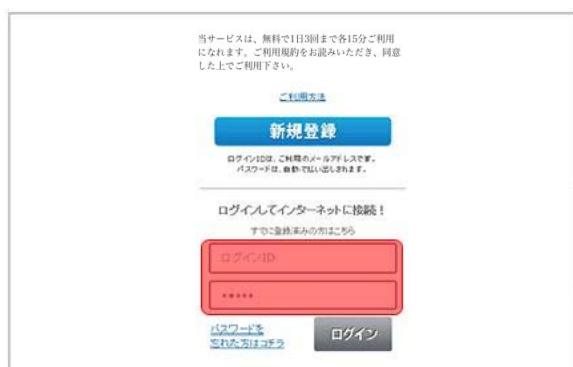 当サービスは、無料で1日3回まで各15分ご利用
になれます。ご利用規約をお読みいただき、同意
した上でご利用下さい。
ご利用方法
新規登録
ログインIDは、ご利用のメールアドレスです。
パスワードは、自動で払い出しされます。
ログインしてインターネットに接続！
すでに登録済みの方はこちら
ログインID
•••••
パスワードを
忘れた方はコチラ
ログイン